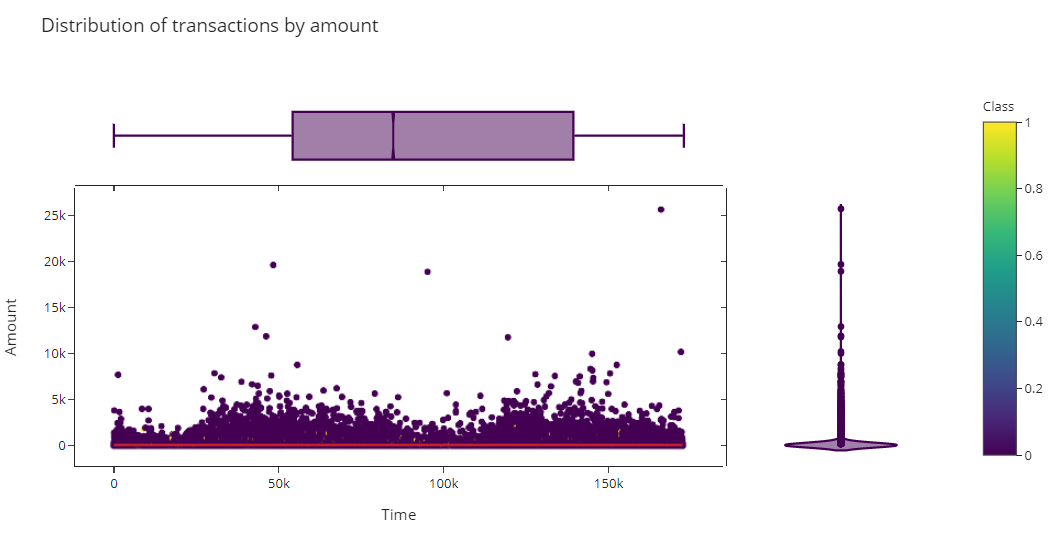 Distribution of transactions by amount
Class
1
0.8
0.6
0.4
0.2
0
25k
20k
15k
10k
5k
0
Amount
0
50k
100k
150k
Time